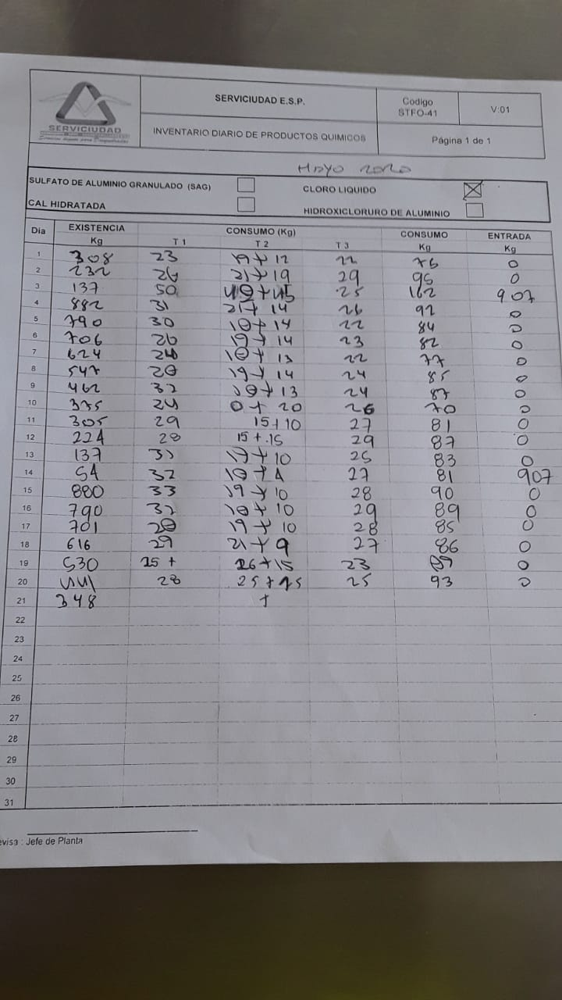 SERVICIUDAD
SERVICIUDAD E.S.P.
Codigo
STFO-41
V:01
INVENTARIO DIARIO DE PRODUCTOS QUIMICOS
Página 1 de 1
Mayo 2020
SULFATO DE ALUMINIO GRANULADO (SAG)
CLORO LIQUIDO X
CAL HIDRATADA
HIDROXICLORURO DE ALUMINIO
Dia EXISTENCIA CONSUMO (Kg) CONSUMO ENTRADA
Kg T 1 T 2 T 3 Kg Kg
1 308 23 19+12 22 76 0
2 232 26 21+19 29 95 0
3 137 50 42+45 25 162 907
4 882 31 21+14 26 92 0
5 790 30 18+14 22 84 0
6 706 26 19+14 23 82 0
7 624 24 18+13 22 77 0
8 547 28 19+14 24 85 0
9 462 32 18+13 24 87 0
10 375 24 0+20 26 70 0
11 305 29 15+10 27 81 0
12 224 28 15+15 29 87 0
13 137 31 17+10 25 83 0
14 54 32 18+4 27 81 907
15 880 33 19+10 28 90 0
16 790 32 18+10 29 89 0
17 701 28 19+10 28 85 0
18 616 29 21+9 27 86 0
19 530 25+ 26+15 23 89 0
20 441 28 25+15 25 93 0
21 348 +
22
23
24
25
26
27
28
29
30
31
evisa : Jefe de Planta